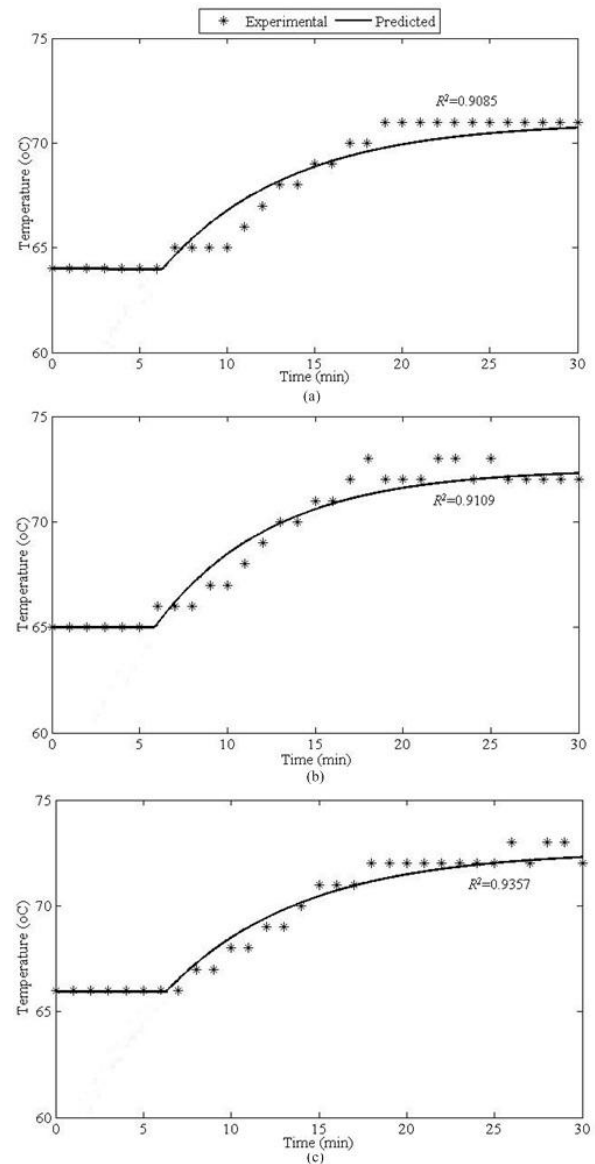 Experimental Predicted
75
R²=0.9085
70
Temperature (oC)
65
60
0 5 10 15 20 25 30
Time (min)
(a)
75
R²=0.9109
70
Temperature (oC)
65
60
0 5 10 15 20 25 30
Time (min)
(b)
75
R²=0.9357
70
Temperature (oC)
65
60
0 5 10 15 20 25 30
Time (min)
(c)